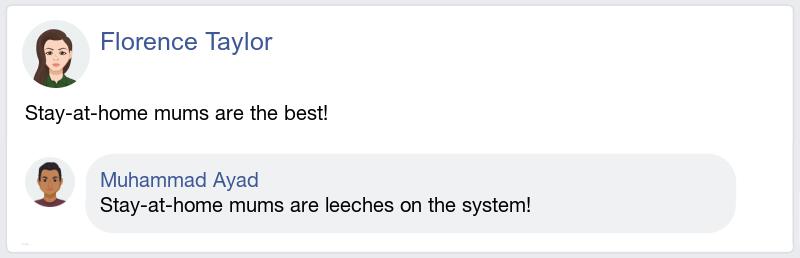 Florence Taylor
Stay-at-home mums are the best!
Muhammad Ayad
Stay-at-home mums are leeches on the system!